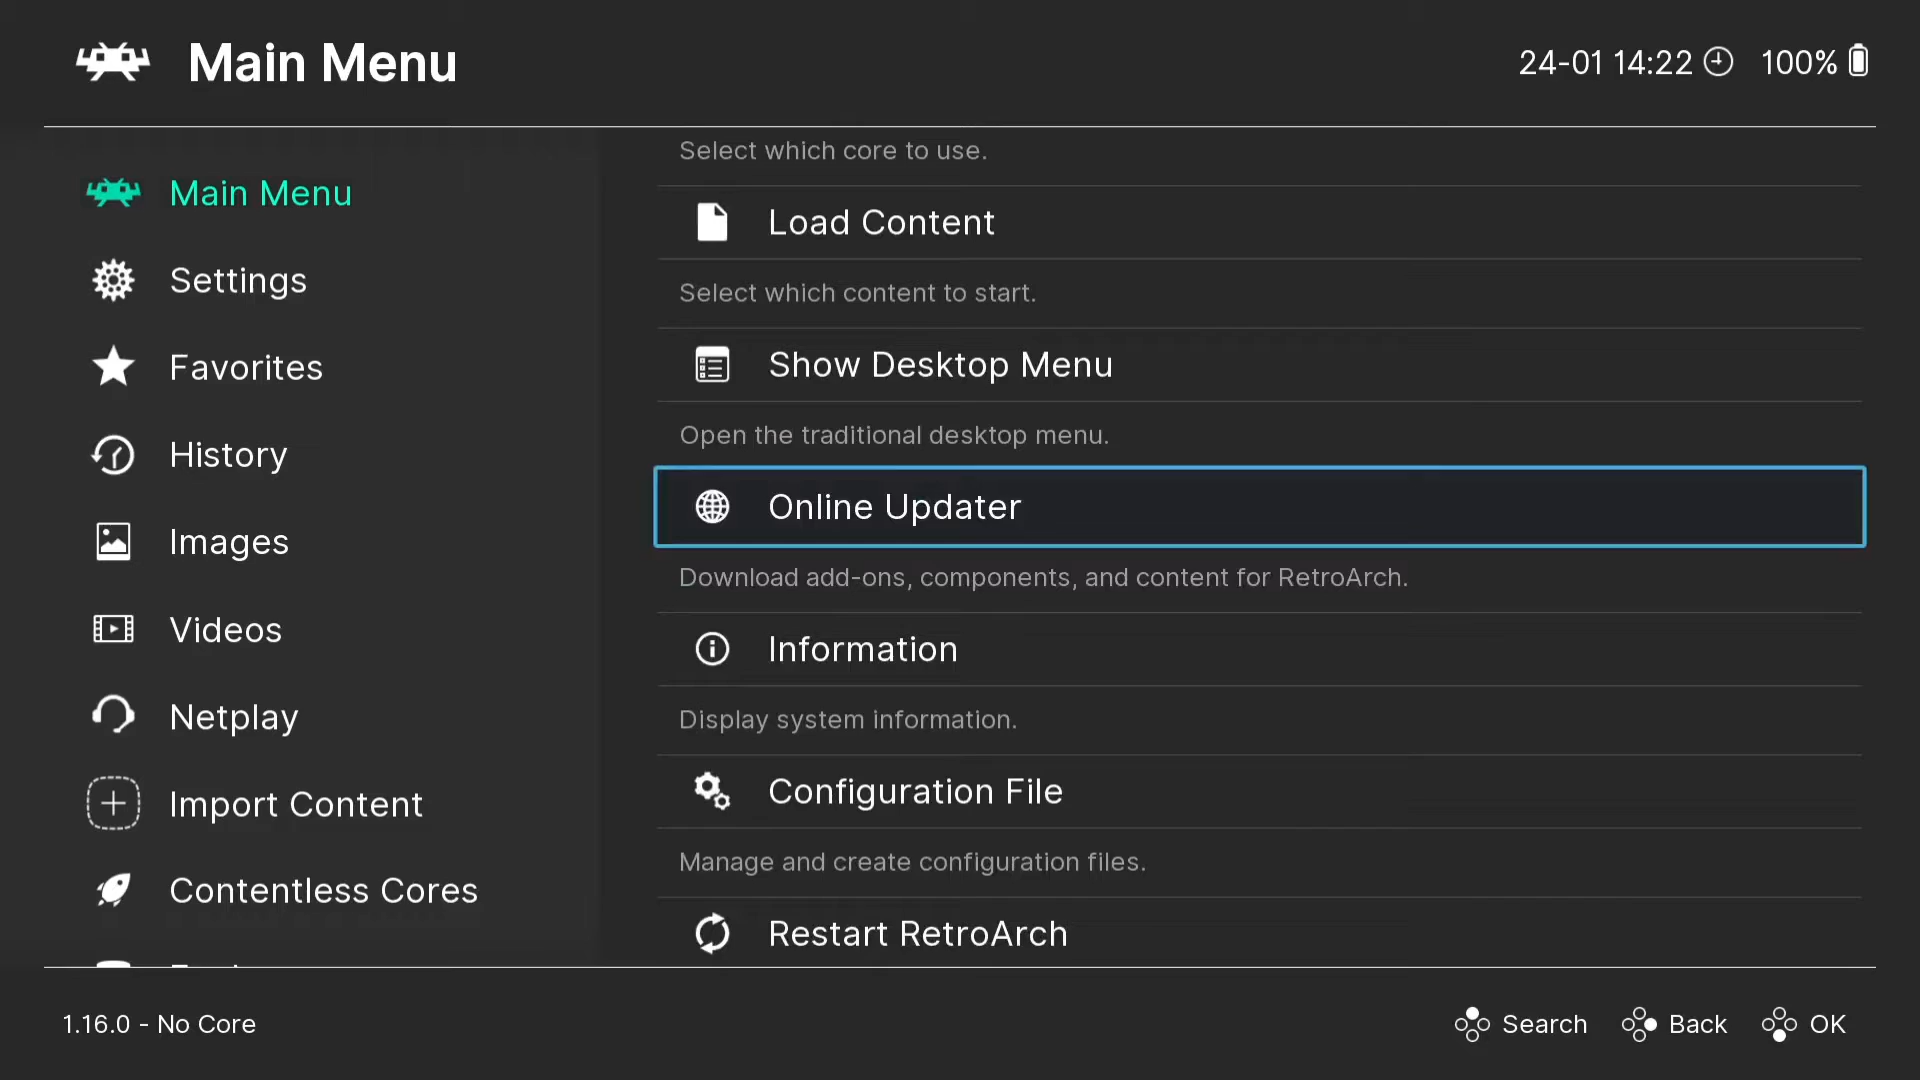 Main Menu
24-01 14:22
100%
Main Menu
Settings
Favorites
History
Images
Videos
Netplay
Import Content
Contentless Cores
Select which core to use.
Load Content
Select which content to start.
Show Desktop Menu
Open the traditional desktop menu.
Online Updater
Download add-ons, components, and content for RetroArch.
Information
Display system information.
Configuration File
Manage and create configuration files.
Restart RetroArch
1.16.0 - No Core
Search
Back
OK